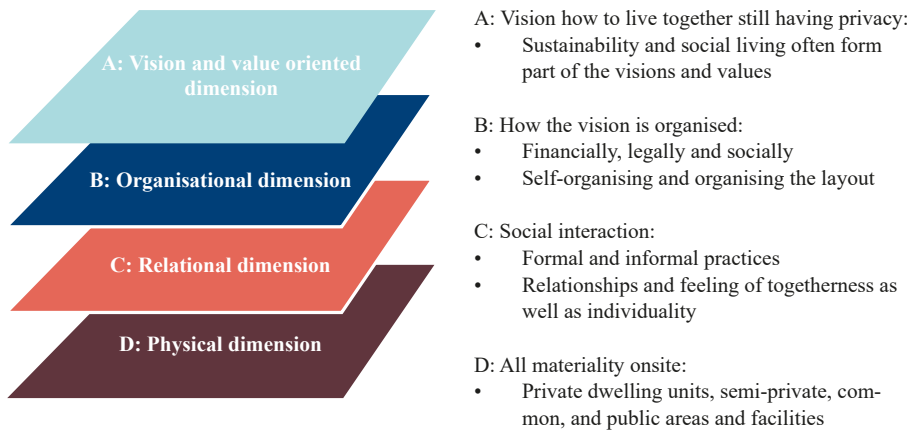 A: Vision and value oriented
dimension
B: Organisational dimension
C: Relational dimension
D: Physical dimension
A: Vision how to live together still having privacy:
• Sustainability and social living often form
part of the visions and values
B: How the vision is organised:
• Financially, legally and socially
• Self-organising and organising the layout
C: Social interaction:
• Formal and informal practices
• Relationships and feeling of togetherness as
well as individuality
D: All materiality onsite:
• Private dwelling units, semi-private, com-
mon, and public areas and facilities